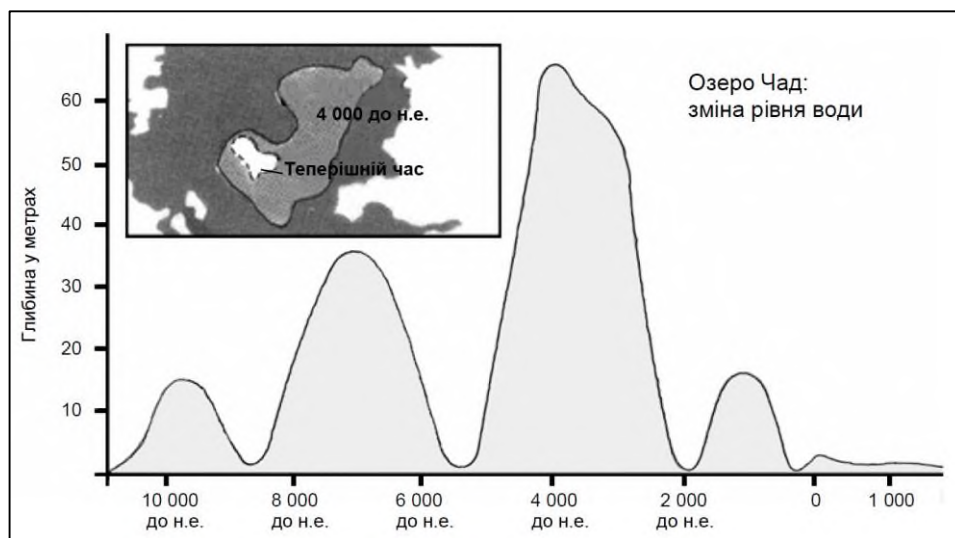 Озеро Чад:
зміна рівня води
4 000 до н.е.
Теперішній час
Глибина у метрах
60
50
40
30
20
10
10 000 8 000 6 000 4 000 2 000 0 1 000
до н.е. до н.е. до н.е. до н.е. до н.е.